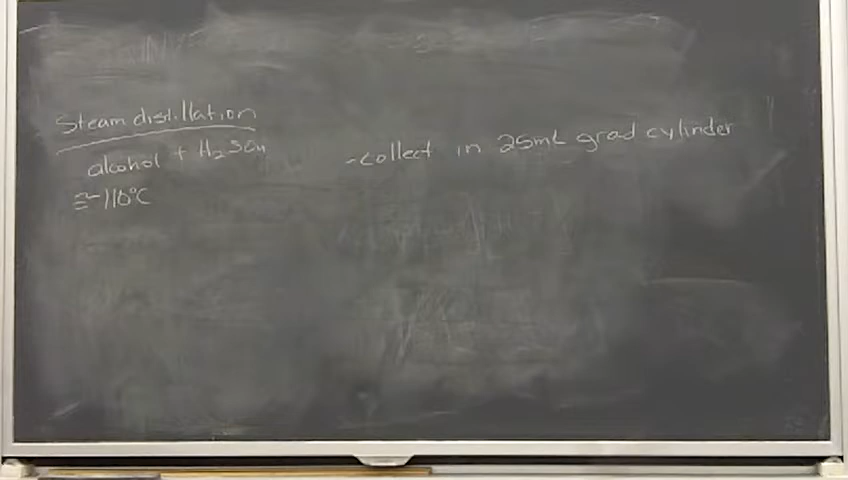 Steam distillation
alcohol + H₂SO₄
- collect in 25mL grad cylinder
≅ ~110°C